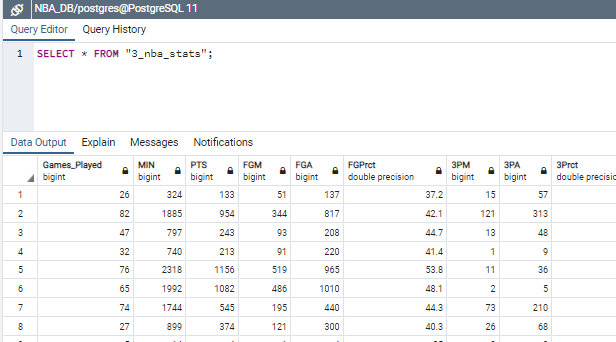 NBA_DB/postgres@PostgreSQL 11
Query Editor Query History
1 SELECT * FROM "3_nba_stats";
Data Output Explain Messages Notifications
Games_Played MIN PTS FGM FGA FGPrct 3PM 3PA 3Prct
bigint bigint bigint bigint bigint double precision bigint bigint double precisio
1 26 324 133 51 137 37.2 15 57
2 82 1885 954 344 817 42.1 121 313
3 47 797 243 93 208 44.7 13 48
4 32 740 213 91 220 41.4 1 9
5 76 2318 1156 519 965 53.8 11 36
6 65 1992 1082 486 1010 48.1 2 5
7 74 1744 545 195 440 44.3 73 210
8 27 899 374 121 300 40.3 26 68